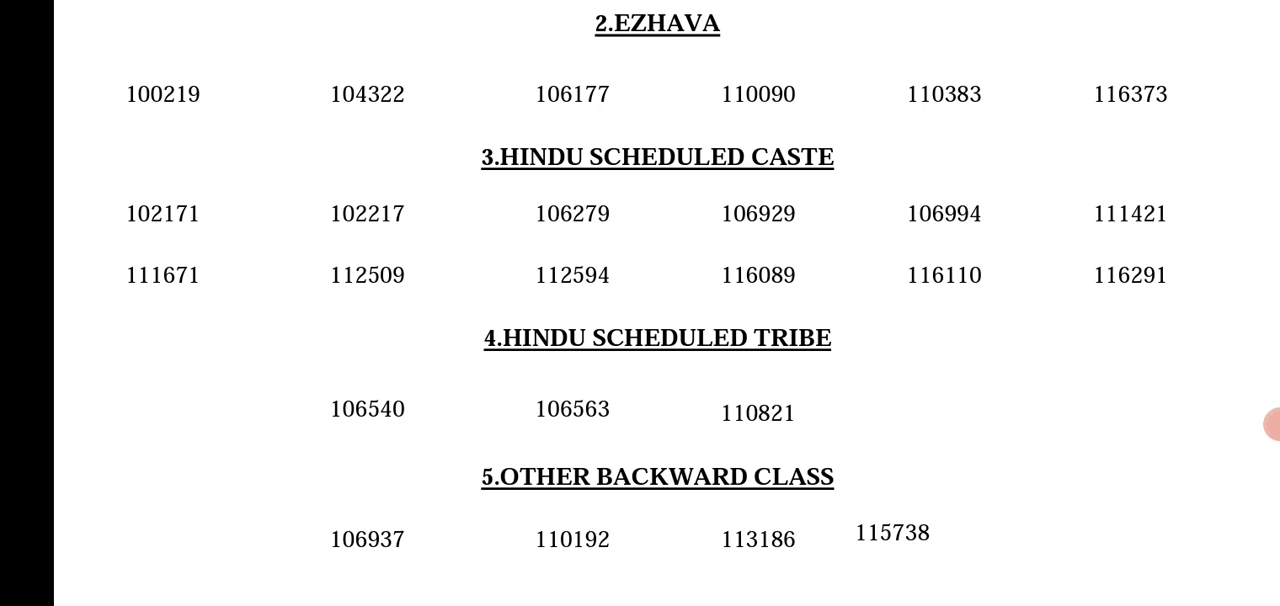 2.EZHAVA
100219 104322 106177 110090 110383 116373
3.HINDU SCHEDULED CASTE
102171 102217 106279 106929 106994 111421
111671 112509 112594 116089 116110 116291
4.HINDU SCHEDULED TRIBE
106540 106563 110821
5.OTHER BACKWARD CLASS
106937 110192 113186 115738